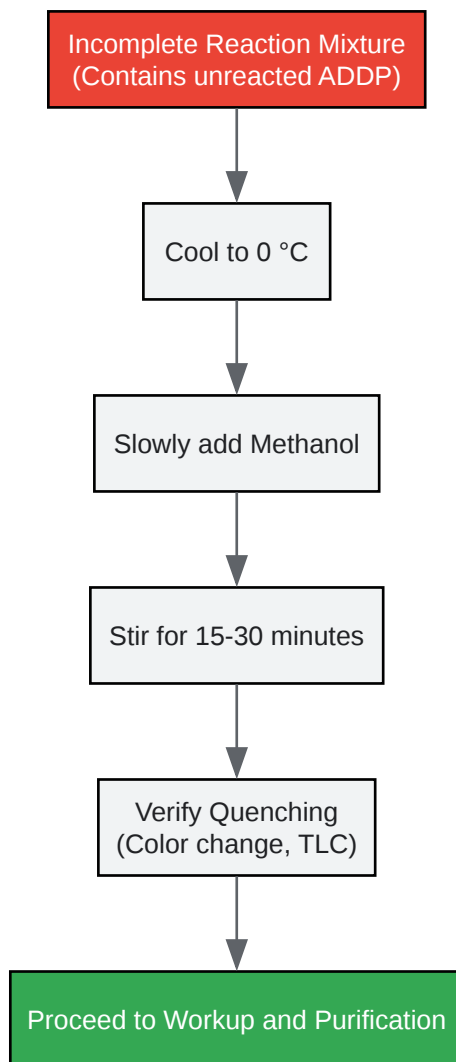 Incomplete Reaction Mixture
(Contains unreacted ADDP)
Cool to 0 °C
Slowly add Methanol
Stir for 15-30 minutes
Verify Quenching
(Color change, TLC)
Proceed to Workup and Purification